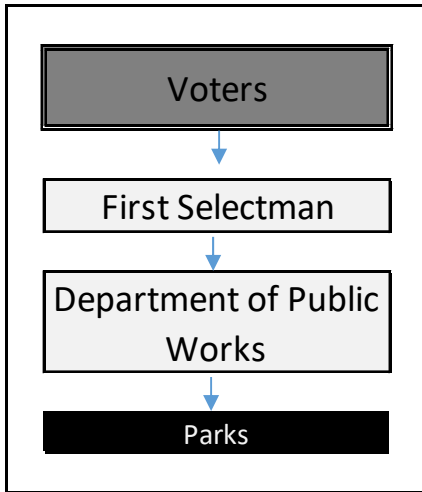 Voters
First Selectman
Department of Public
Works
Parks